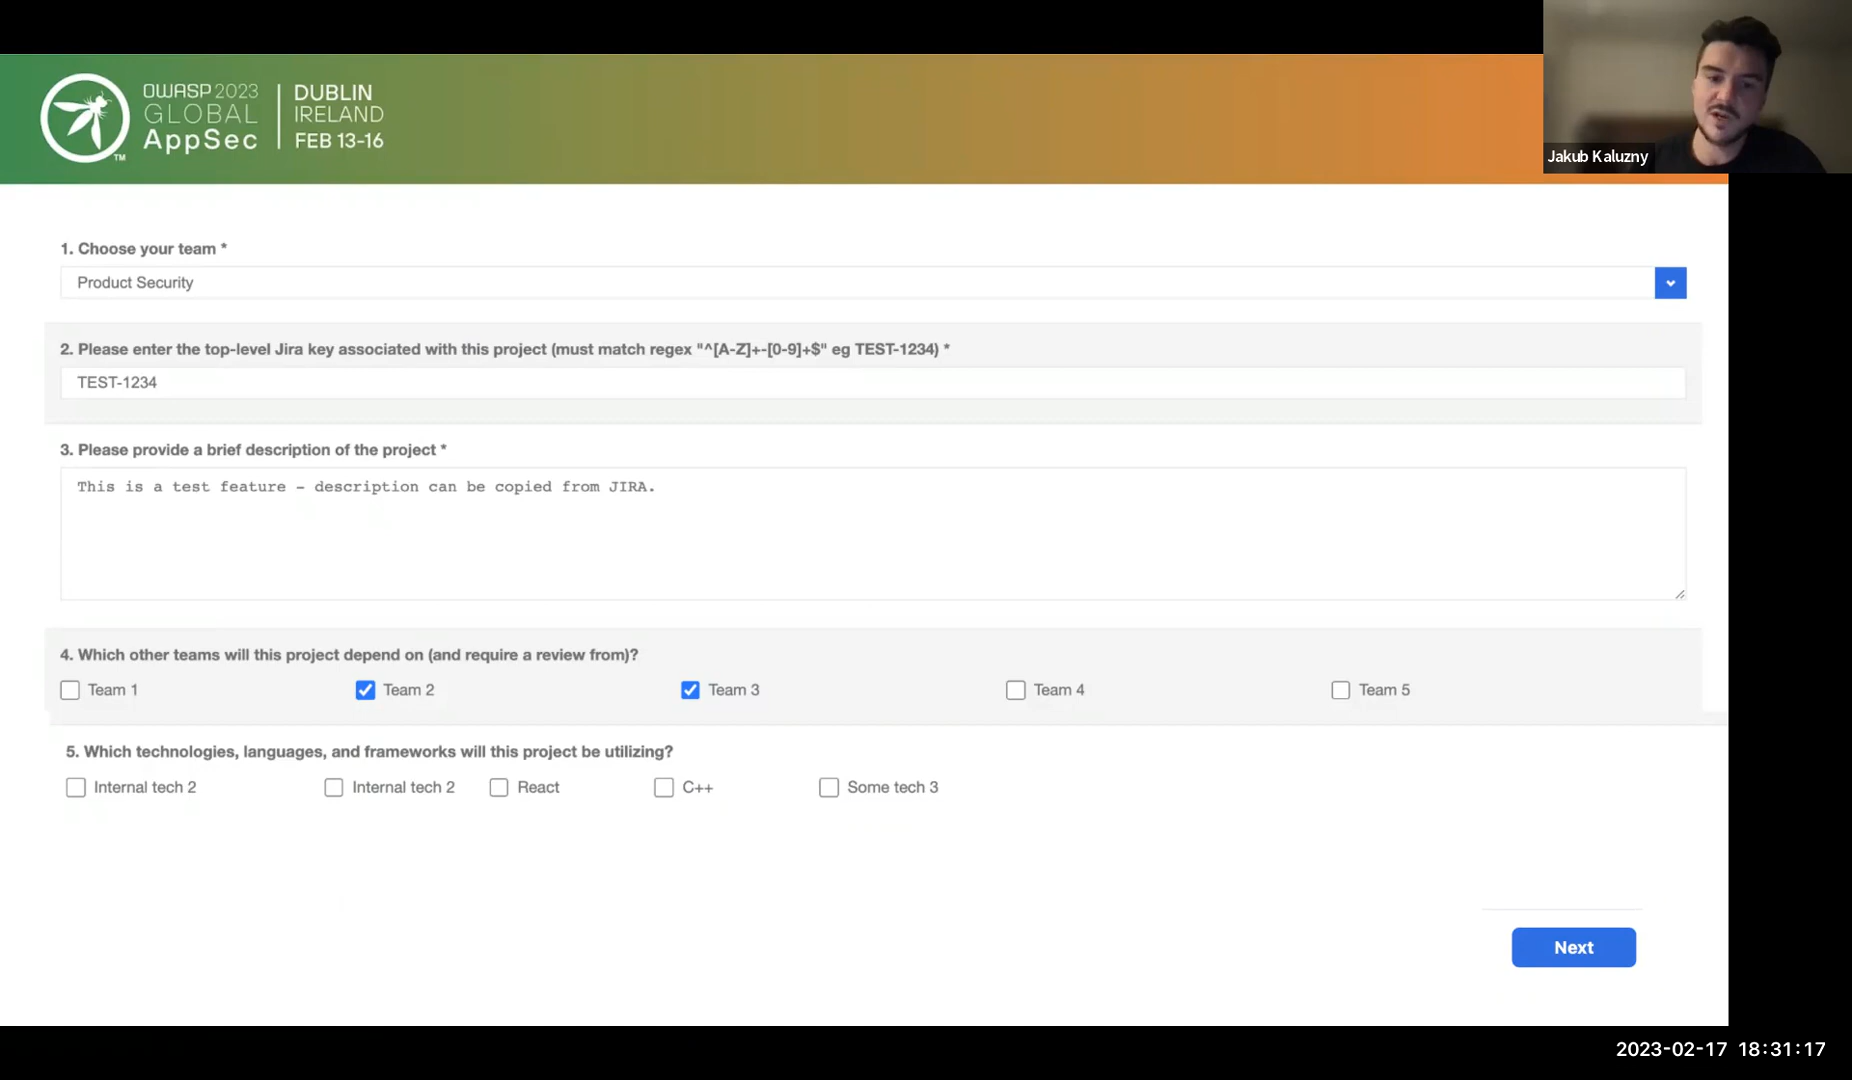 OWASP 2023
GLOBAL
AppSec
TM
DUBLIN
IRELAND
FEB 13-16
Jakub Kaluzny
1. Choose your team *
Product Security
2. Please enter the top-level Jira key associated with this project (must match regex "^[A-Z]+-[0-9]+$" eg TEST-1234) *
TEST-1234
3. Please provide a brief description of the project *
This is a test feature – description can be copied from JIRA.
4. Which other teams will this project depend on (and require a review from)?
Team 1 Team 2 Team 3 Team 4 Team 5
5. Which technologies, languages, and frameworks will this project be utilizing?
Internal tech 2 Internal tech 2 React C++ Some tech 3
Next
2023-02-17 18:31:17